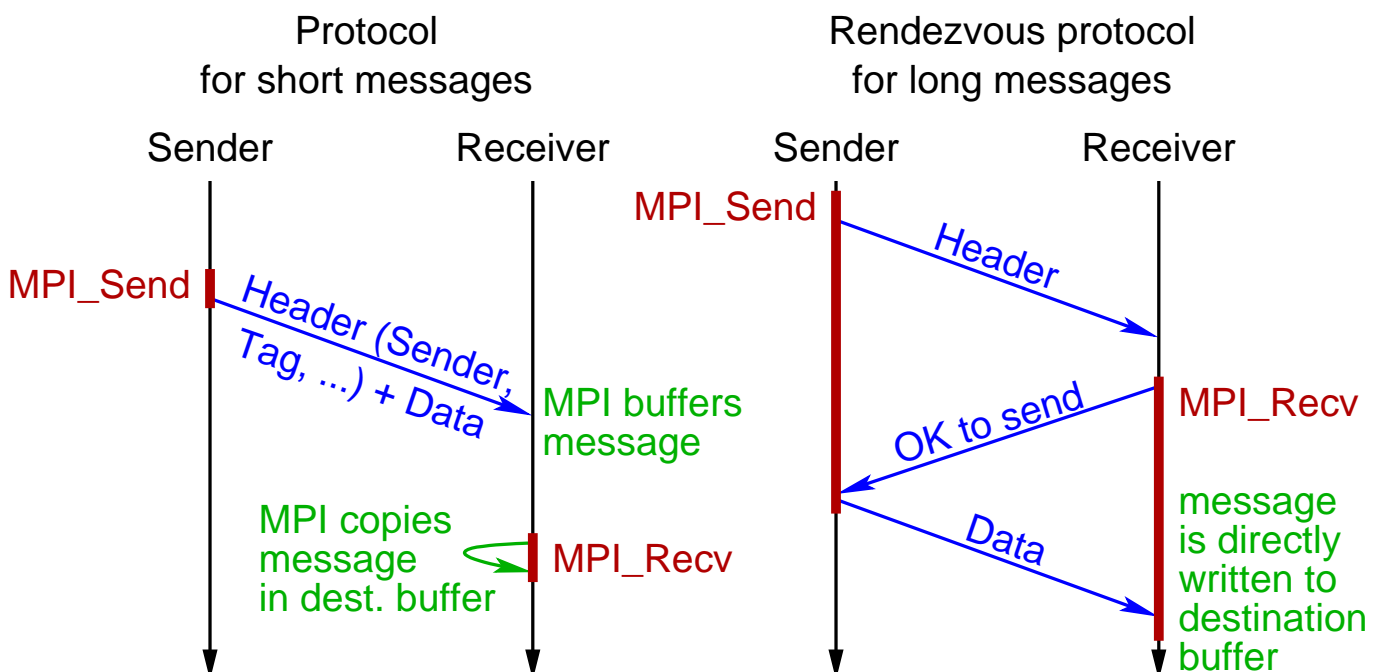 Protocol
for short messages
Sender
Receiver
MPI_Send
Header (Sender,
Tag, ...) + Data
MPI buffers
message
MPI copies
message
in dest. buffer
MPI_Recv
Rendezvous protocol
for long messages
Sender
Receiver
MPI_Send
Header
MPI_Recv
OK to send
Data
message
is directly
written to
destination
buffer